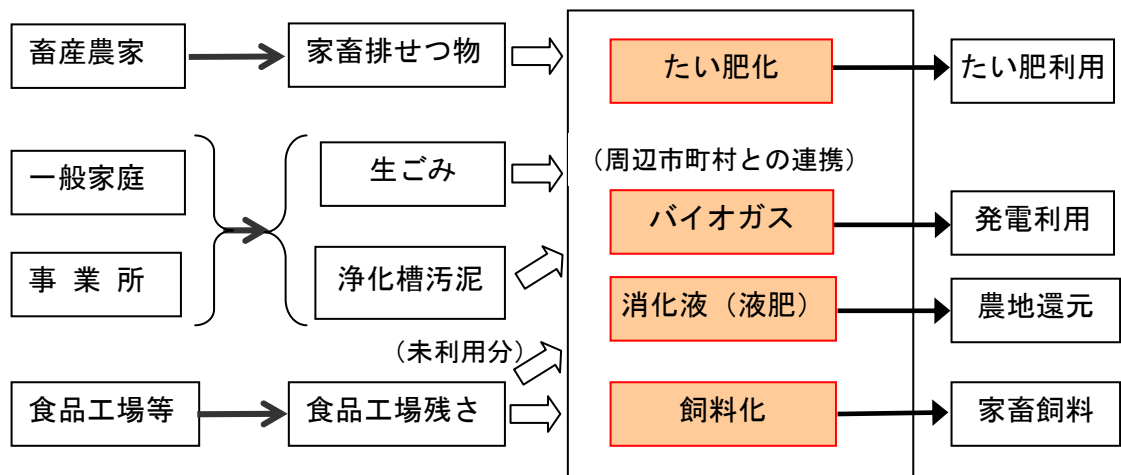 畜産農家
家畜排せつ物
たい肥化
たい肥利用
一般家庭
生ごみ
（周辺市町村との連携）
バイオガス
発電利用
事 業 所
浄化槽汚泥
消化液（液肥）
農地還元
（未利用分）
食品工場等
食品工場残さ
飼料化
家畜飼料